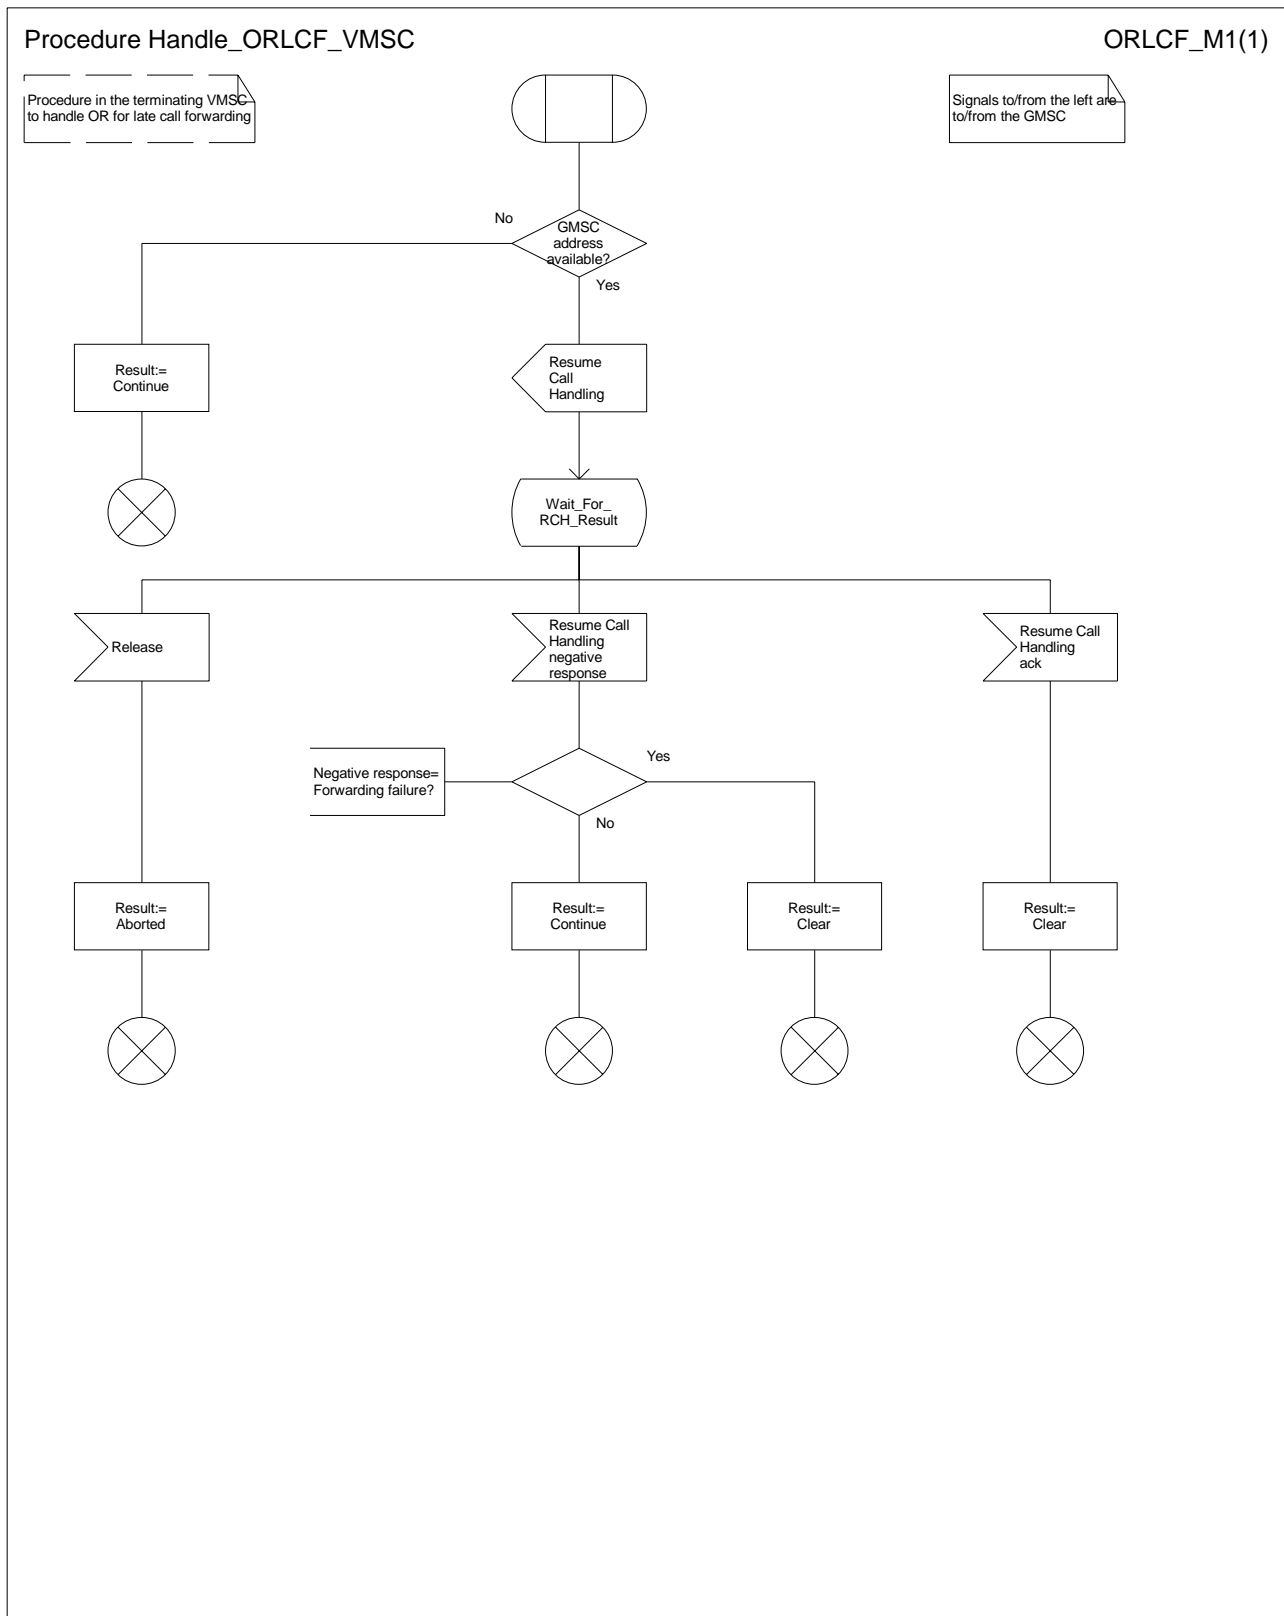 Procedure Handle_ORLCF_VMSC
ORLCF_M1(1)
Procedure in the terminating VMSC
to handle OR for late call forwarding
Signals to/from the left are
to/from the GMSC
No
GMSC
address
available?
Yes
Result:=
Continue
Resume
Call
Handling
Wait_For_
RCH_Result
Release
Resume Call
Handling
negative
response
Resume Call
Handling
ack
Negative response=
Forwarding failure?
Yes
No
Result:=
Aborted
Result:=
Continue
Result:=
Clear
Result:=
Clear